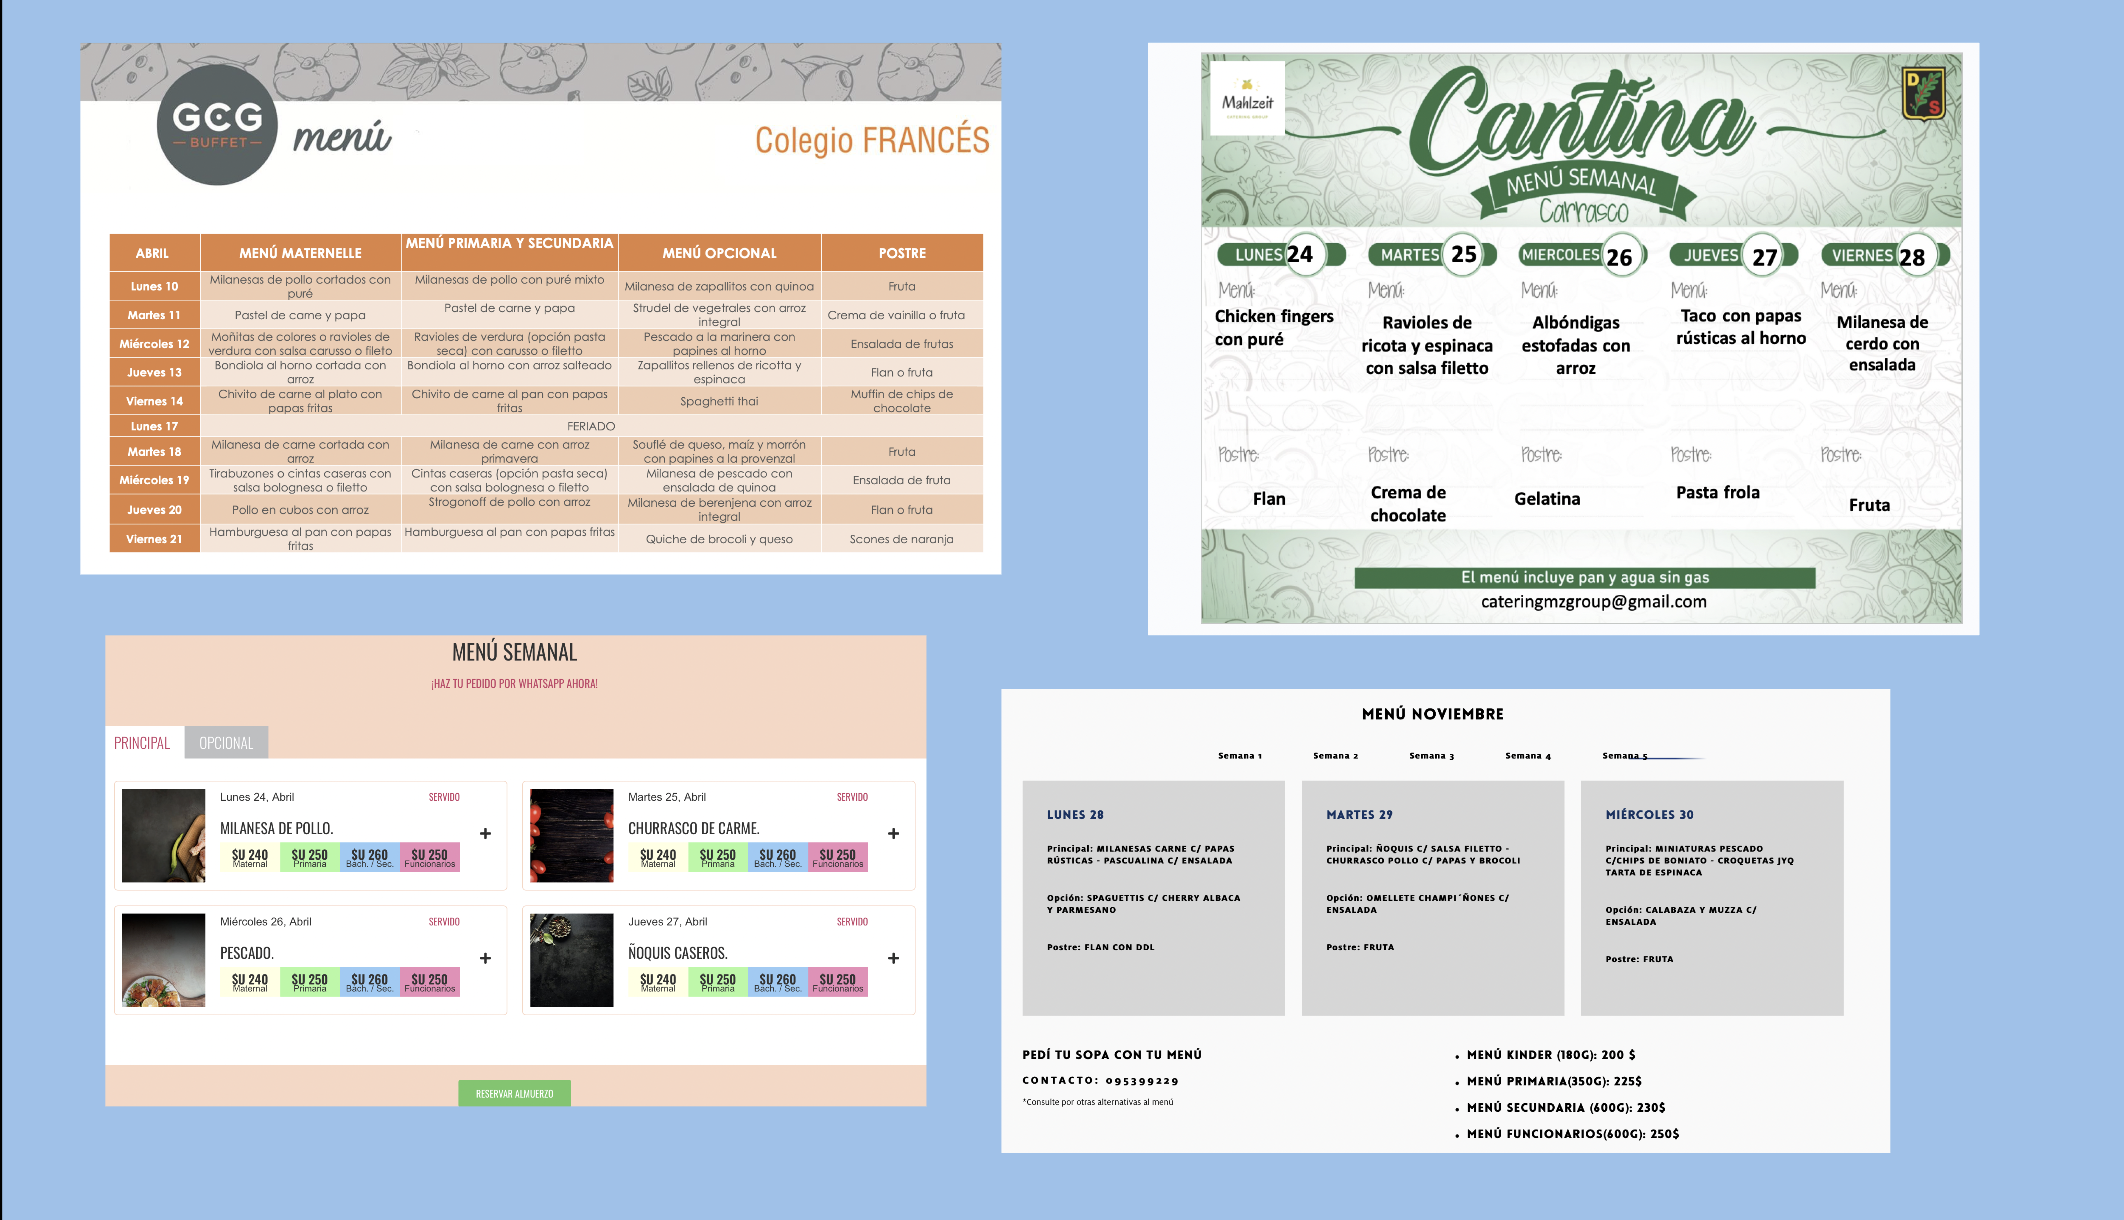 GCG
BUFFET
menú
Colegio FRANCÉS
ABRIL
MENÚ MATERNELLE
MENÚ PRIMARIA Y SECUNDARIA
MENÚ OPCIONAL
POSTRE
Lunes 10
Milanesas de pollo cortados con
puré
Milanesas de pollo con puré mixto
Milanesa de zapallitos con quinoa
Fruta
Martes 11
Pastel de carne y papa
Pastel de carne y papa
Strudel de vegetrales con arroz
integral
Crema de vainilla o fruta
Miércoles 12
Moñitas de colores o ravioles de
verdura con salsa carusso o fileto
Ravioles de verdura (opción pasta
seca) con carusso o filetto
Pescado a la marinera con
papines al horno
Ensalada de frutas
Jueves 13
Bondiola al horno cortada con
arroz
Bondiola al horno con arroz salteado
Zapallitos rellenos de ricotta y
espinaca
Flan o fruta
Viernes 14
Chivito de carne al plato con
papas fritas
Chivito de carne al pan con papas
fritas
Spaghetti thai
Muffin de chips de
chocolate
Lunes 17
FERIADO
Martes 18
Milanesa de carne cortada con
arroz
Milanesa de carne con arroz
primavera
Souflé de queso, maíz y morrón
con papines a la provenzal
Fruta
Miércoles 19
Tirabuzones o cintas caseras con
salsa bolognesa o filetto
Cintas caseras (opción pasta seca)
con salsa bolognesa o filetto
Milanesa de pescado con
ensalada de quinoa
Ensalada de fruta
Jueves 20
Pollo en cubos con arroz
Strogonoff de pollo con arroz
Milanesa de berenjena con arroz
integral
Flan o fruta
Viernes 21
Hamburguesa al pan con papas
fritas
Hamburguesa al pan con papas fritas
Quiche de brocoli y queso
Scones de naranja
Mahlzeit
CATERING GROUP
Cantina
D
S
MENÚ SEMANAL
Carrasco
LUNES 24
Menú:
Chicken fingers
con puré
Postre:
Flan
MARTES 25
Menú:
Ravioles de
ricota y espinaca
con salsa filetto
Postre:
Crema de
chocolate
MIERCOLES 26
Menú:
Albóndigas
estofadas con
arroz
Postre:
Gelatina
JUEVES 27
Menú:
Taco con papas
rústicas al horno
Postre:
Pasta frola
VIERNES 28
Menú:
Milanesa de
cerdo con
ensalada
Postre:
Fruta
El menú incluye pan y agua sin gas
cateringmzgroup@gmail.com
MENÚ SEMANAL
¡HAZ TU PEDIDO POR WHATSAPP AHORA!
PRINCIPAL
OPCIONAL
Lunes 24, Abril
SERVIDO
MILANESA DE POLLO.
+
$U 240 $U 250 $U 260 $U 250
Maternal Primaria Bach. / Sec. Funcionarios
Martes 25, Abril
SERVIDO
CHURRASCO DE CARME.
+
$U 240 $U 250 $U 260 $U 250
Maternal Primaria Bach. / Sec. Funcionarios
Miércoles 26, Abril
SERVIDO
PESCADO.
+
$U 240 $U 250 $U 260 $U 250
Maternal Primaria Bach. / Sec. Funcionarios
Jueves 27, Abril
SERVIDO
ÑOQUIS CASEROS.
+
$U 240 $U 250 $U 260 $U 250
Maternal Primaria Bach. / Sec. Funcionarios
RESERVAR ALMUERZO
MENÚ NOVIEMBRE
Semana 1 Semana 2 Semana 3 Semana 4 Semana 5
LUNES 28
Principal: MILANESAS CARNE C/ PAPAS
RÚSTICAS - PASCUALINA C/ ENSALADA
Opción: SPAGUETTIS C/ CHERRY ALBACA
Y PARMESANO
Postre: FLAN CON DDL
MARTES 29
Principal: ÑOQUIS C/ SALSA FILETTO -
CHURRASCO POLLO C/ PAPAS Y BROCOLI
Opción: OMELLETE CHAMPI´ÑONES C/
ENSALADA
Postre: FRUTA
MIÉRCOLES 30
Principal: MINIATURAS PESCADO
C/CHIPS DE BONIATO - CROQUETAS JYQ
TARTA DE ESPINACA
Opción: CALABAZA Y MUZZA C/
ENSALADA
Postre: FRUTA
PEDÍ TU SOPA CON TU MENÚ
CONTACTO: 095399229
*Consulte por otras alternativas al menú
• MENÚ KINDER (180G): 200 $
• MENÚ PRIMARIA(350G): 225$
• MENÚ SECUNDARIA (600G): 230$
• MENÚ FUNCIONARIOS(600G): 250$